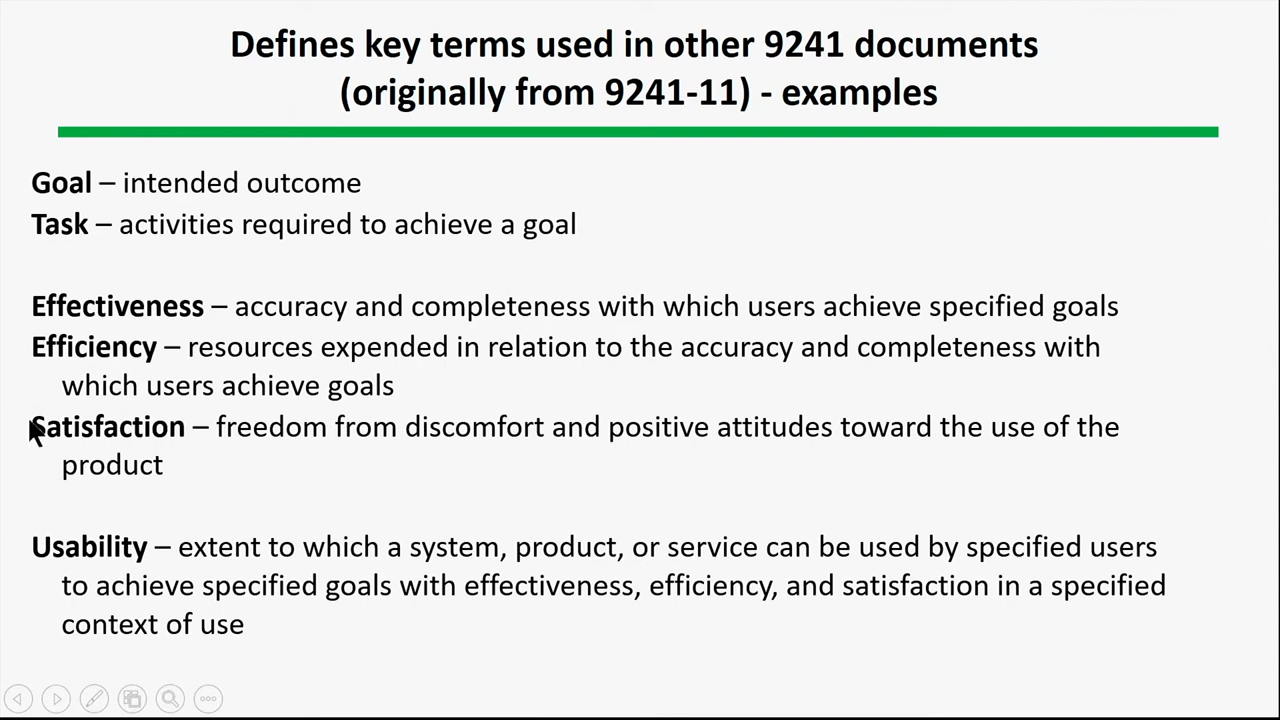 Defines key terms used in other 9241 documents
(originally from 9241-11) - examples
Goal – intended outcome
Task – activities required to achieve a goal
Effectiveness – accuracy and completeness with which users achieve specified goals
Efficiency – resources expended in relation to the accuracy and completeness with
which users achieve goals
Satisfaction – freedom from discomfort and positive attitudes toward the use of the
product
Usability – extent to which a system, product, or service can be used by specified users
to achieve specified goals with effectiveness, efficiency, and satisfaction in a specified
context of use